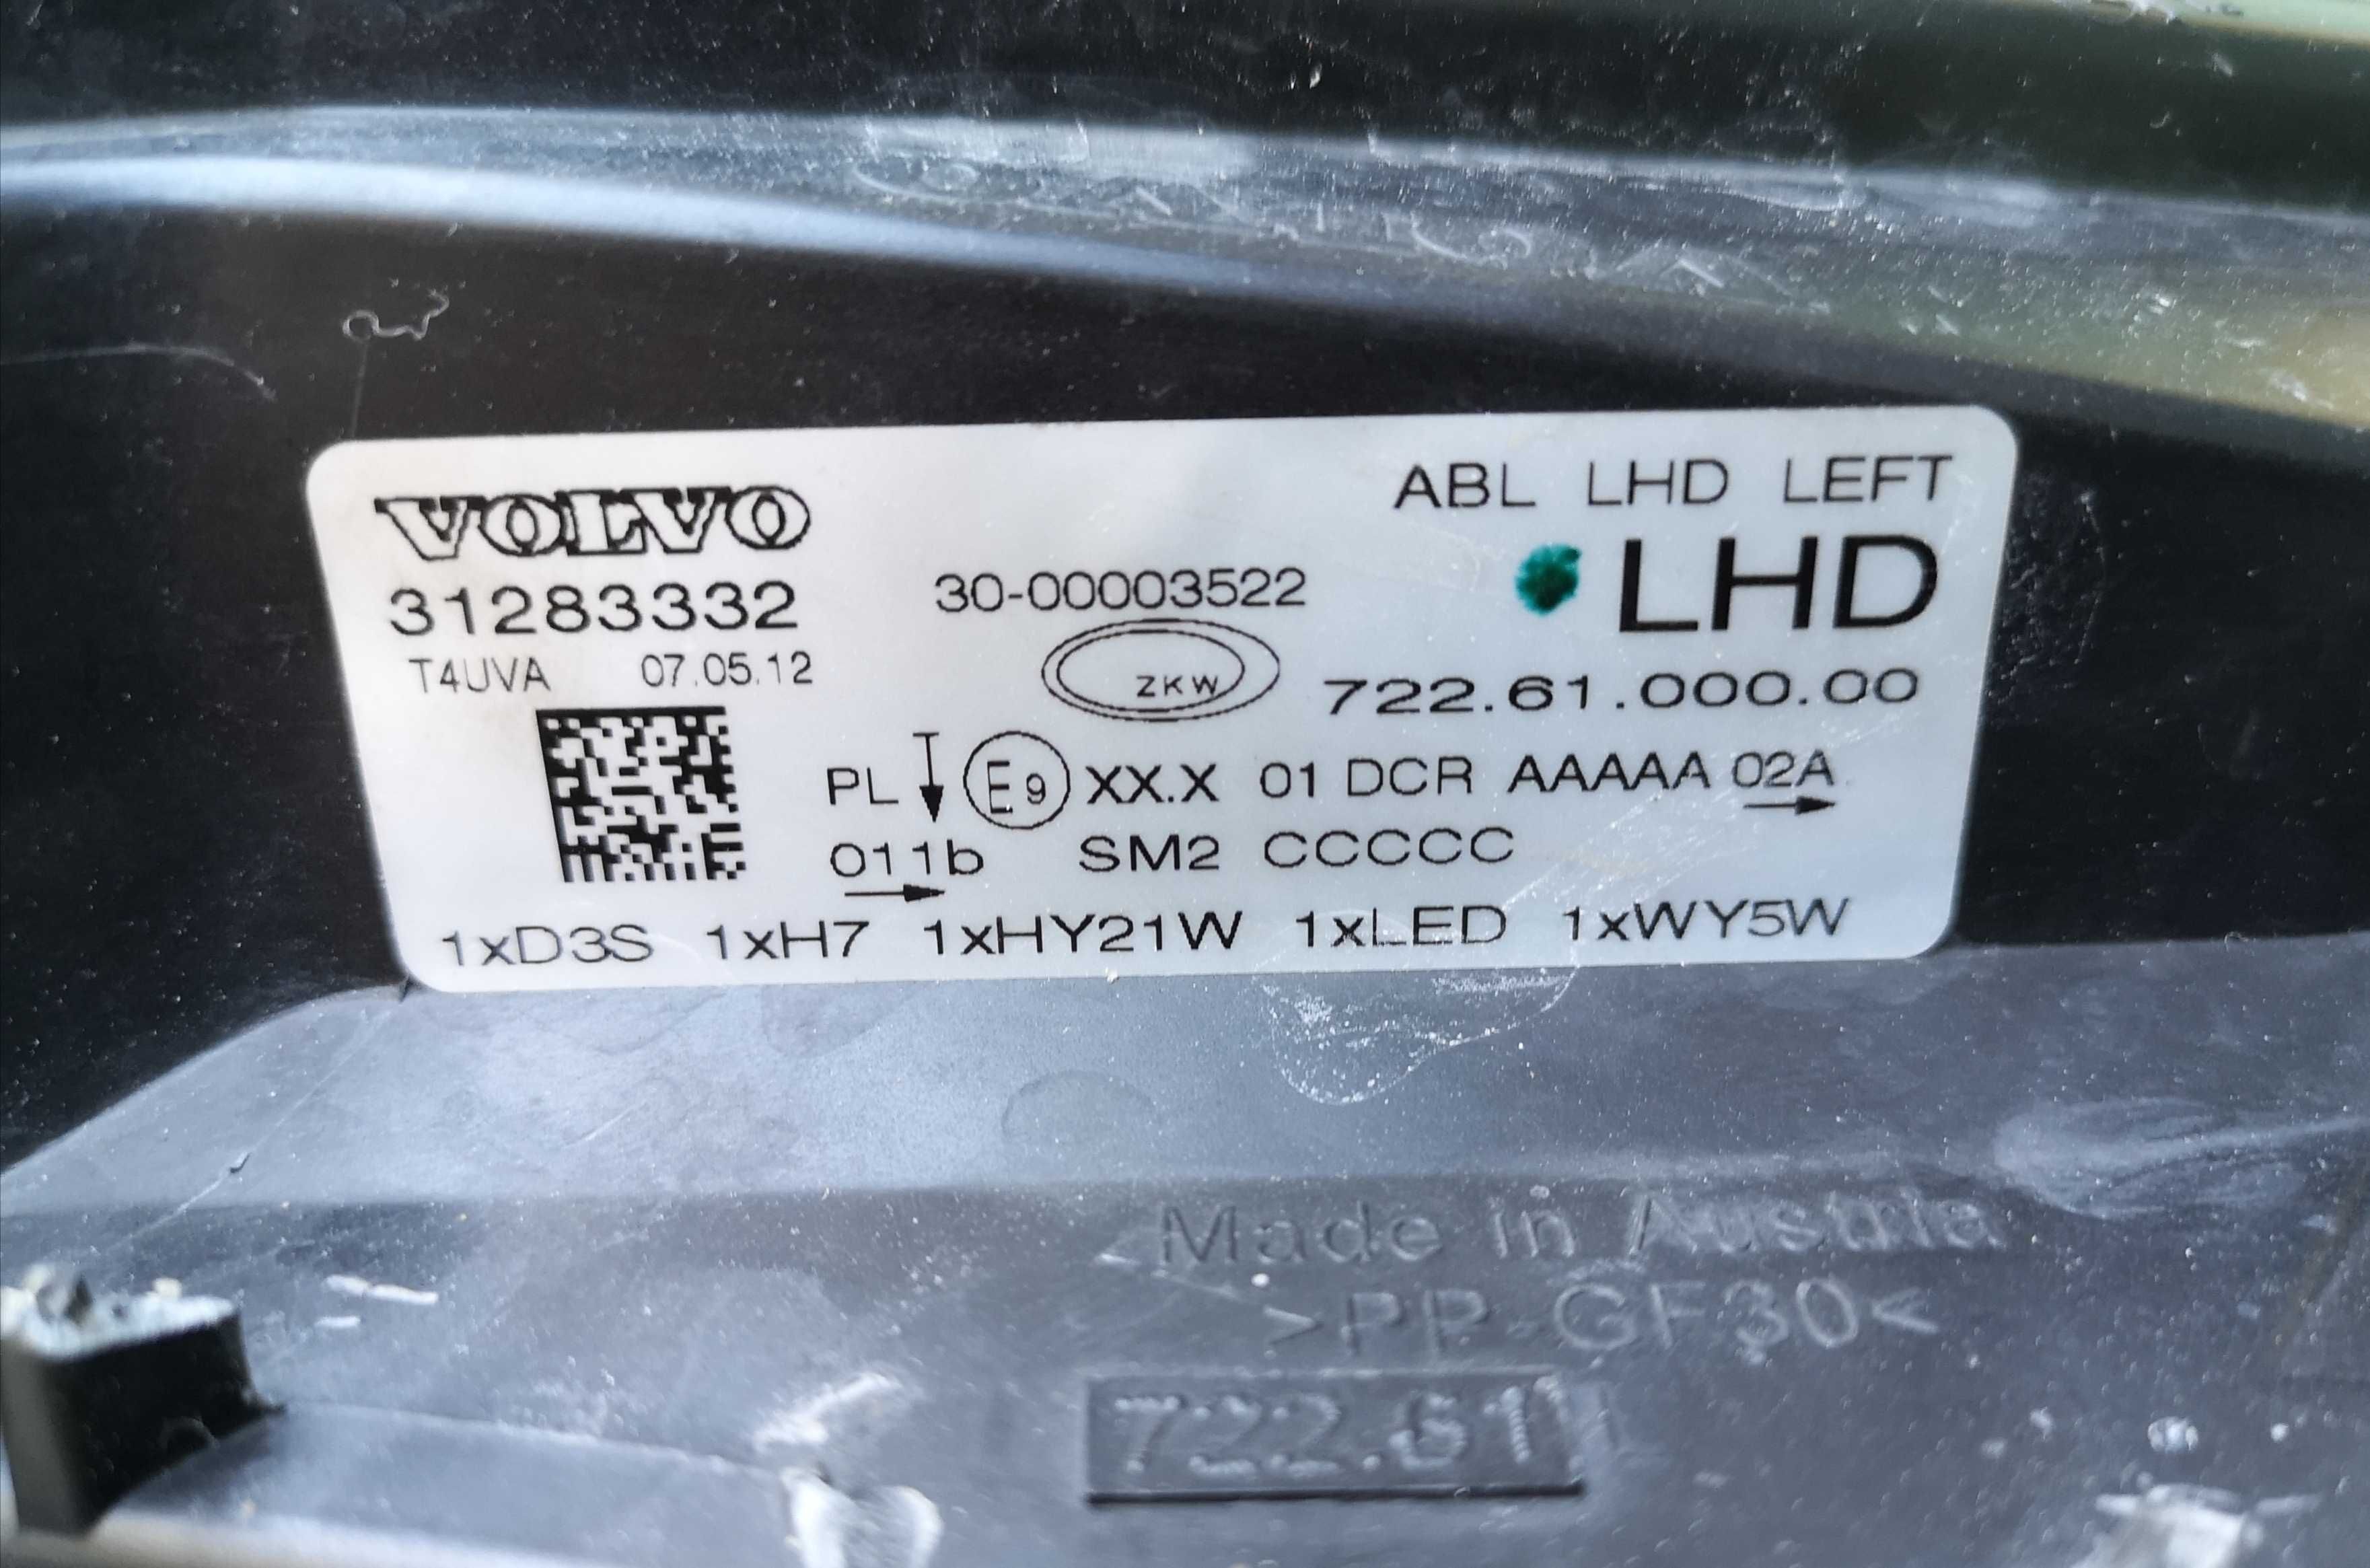 VOLVO
ABL LHD LEFT
31283332
30-00003522
LHD
T4UVA 07.05.12
ZKW
722.61.000.00
PL E9 XX.X 01 DCR AAAAA 02A
011b SM2 CCCCC
1xD3S 1xH7 1xHY21W 1xLED 1xWY5W
Made in Austria
>PP-GF30<
722.61